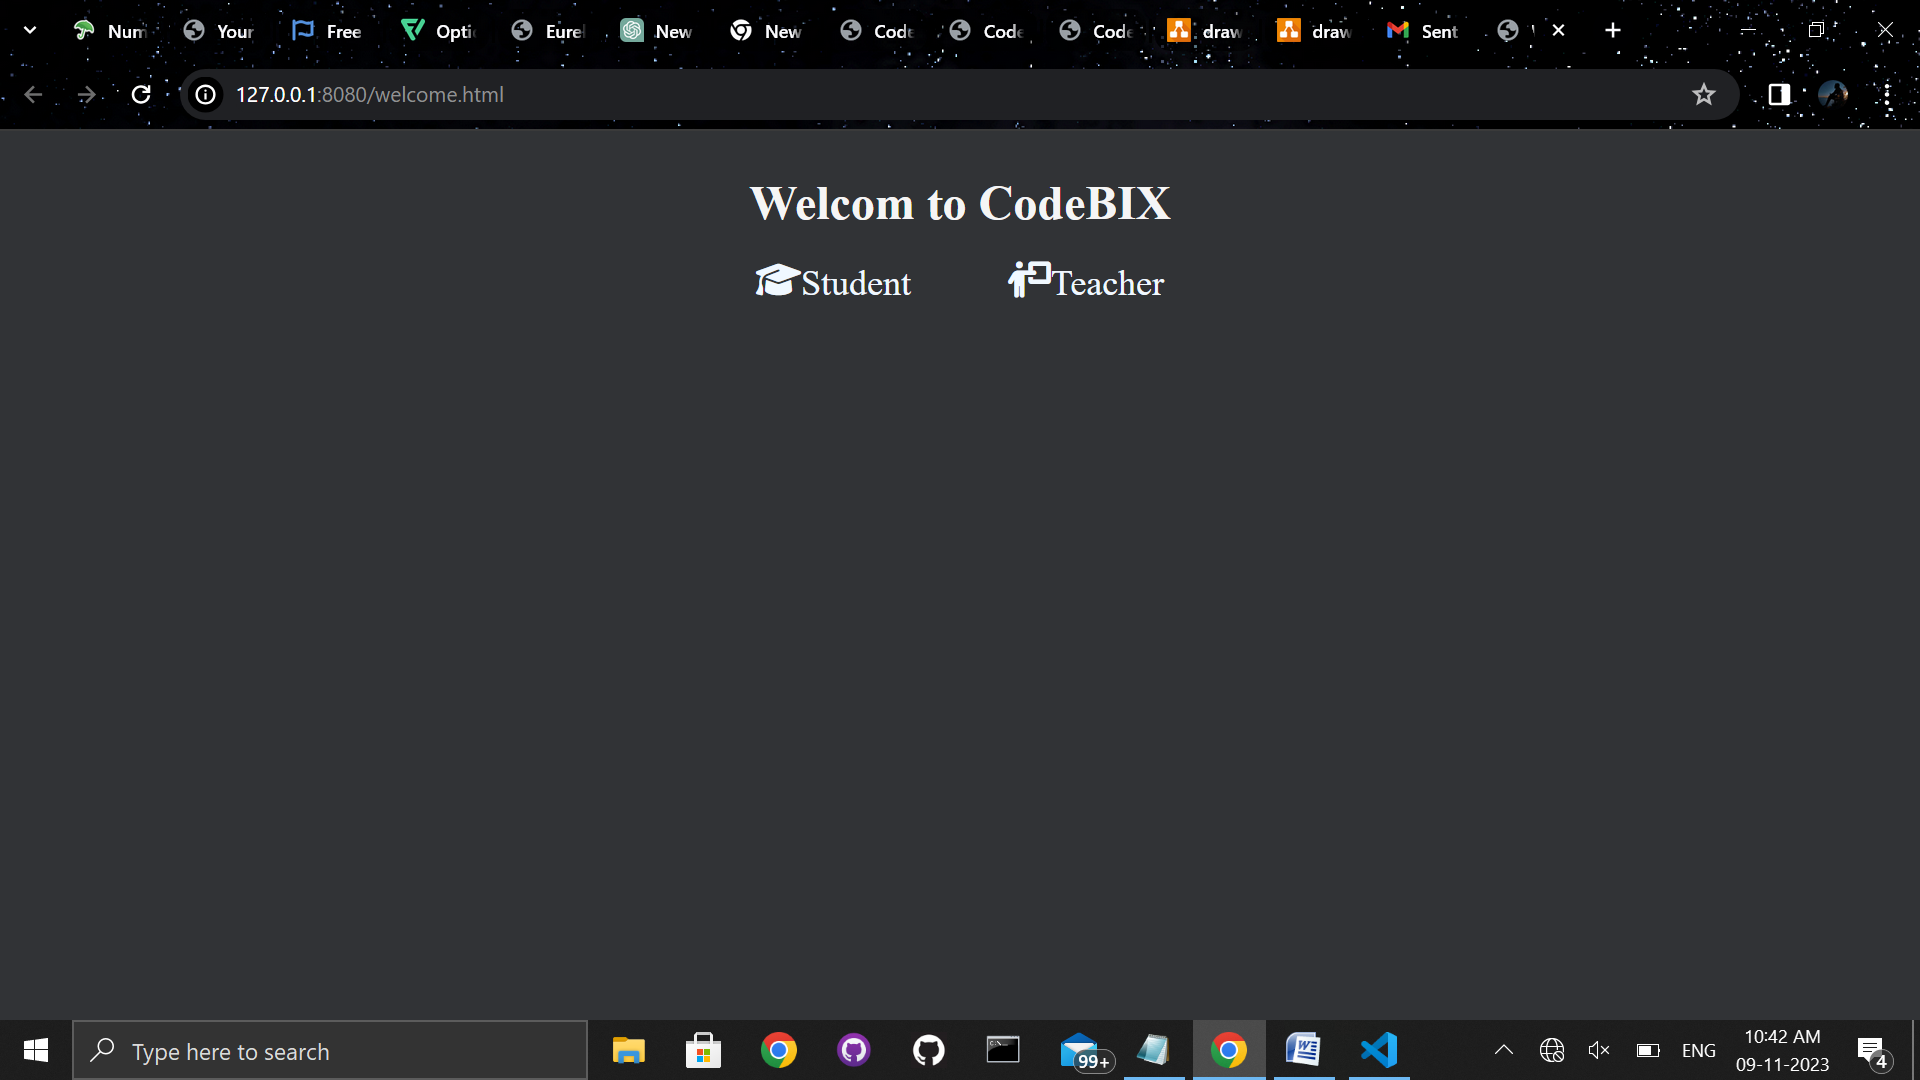 Num Your Free Opti Eure New New Code Code Code draw draw Sent
127.0.0.1:8080/welcome.html
Welcom to CodeBIX
Student Teacher
Type here to search
99+
ENG
10:42 AM
09-11-2023
4